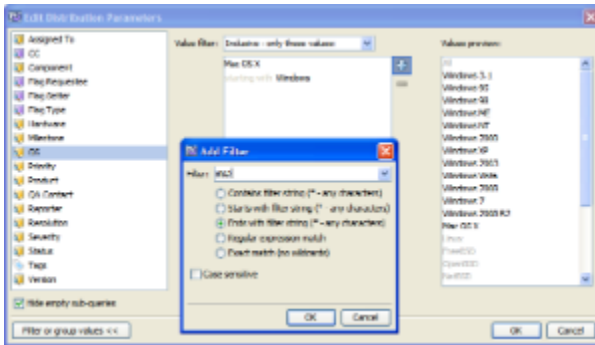 Edit Distribution Parameters
Assigned To
CC
Component
Flag Requestee
Flag Setter
Flag Type
Hardware
Milestone
OS
Priority
Product
QA Contact
Reporter
Resolution
Severity
Status
Tags
Version
Hide empty sub-queries
Filter or group values <<
Value filter: Inclusive - only these values
Mac OS X
starting with Windows
Values preview:
All
Windows 3.1
Windows 95
Windows 98
Windows ME
Windows NT
Windows 2000
Windows XP
Windows 2003
Windows Vista
Windows 2008
Windows 7
Windows 2008 R2
Mac OS X
Linux
FreeBSD
OpenBSD
NetBSD
Add Filter
Filter:
Contains filter string (* - any characters)
Starts with filter string (* - any characters)
Ends with filter string (* - any characters)
Regular expression match
Exact match (no wildcards)
Case sensitive
OK Cancel
OK Cancel